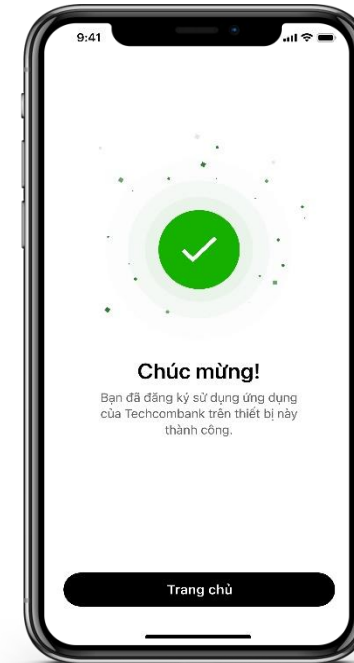 9:41
Chúc mừng!
Bạn đã đăng ký sử dụng ứng dụng
của Techcombank trên thiết bị này
thành công.
Trang chủ